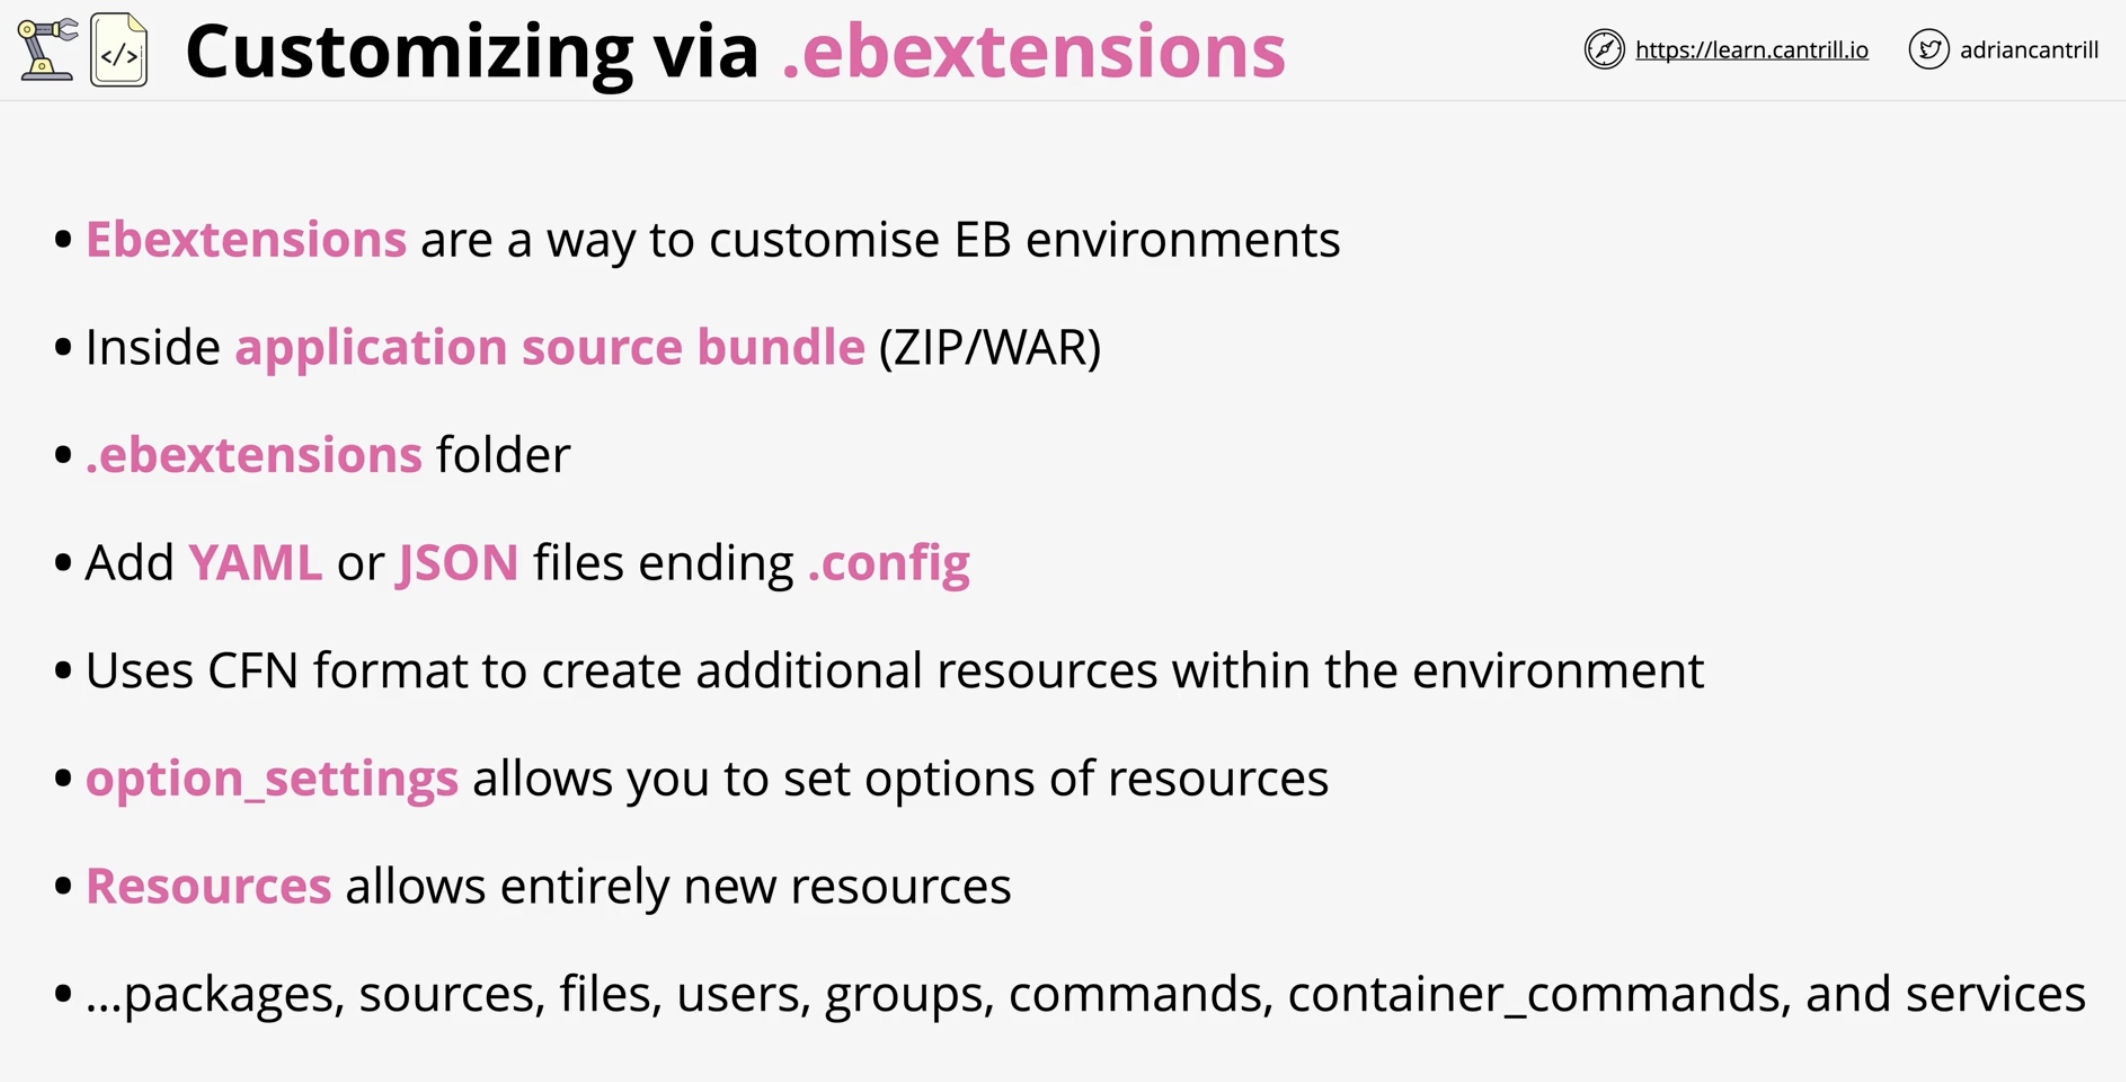 </>
Customizing via .ebextensions
https://learn.cantrill.io
adriancantrill
• Ebextensions are a way to customise EB environments
• Inside application source bundle (ZIP/WAR)
• .ebextensions folder
• Add YAML or JSON files ending .config
• Uses CFN format to create additional resources within the environment
• option_settings allows you to set options of resources
• Resources allows entirely new resources
• ...packages, sources, files, users, groups, commands, container_commands, and services